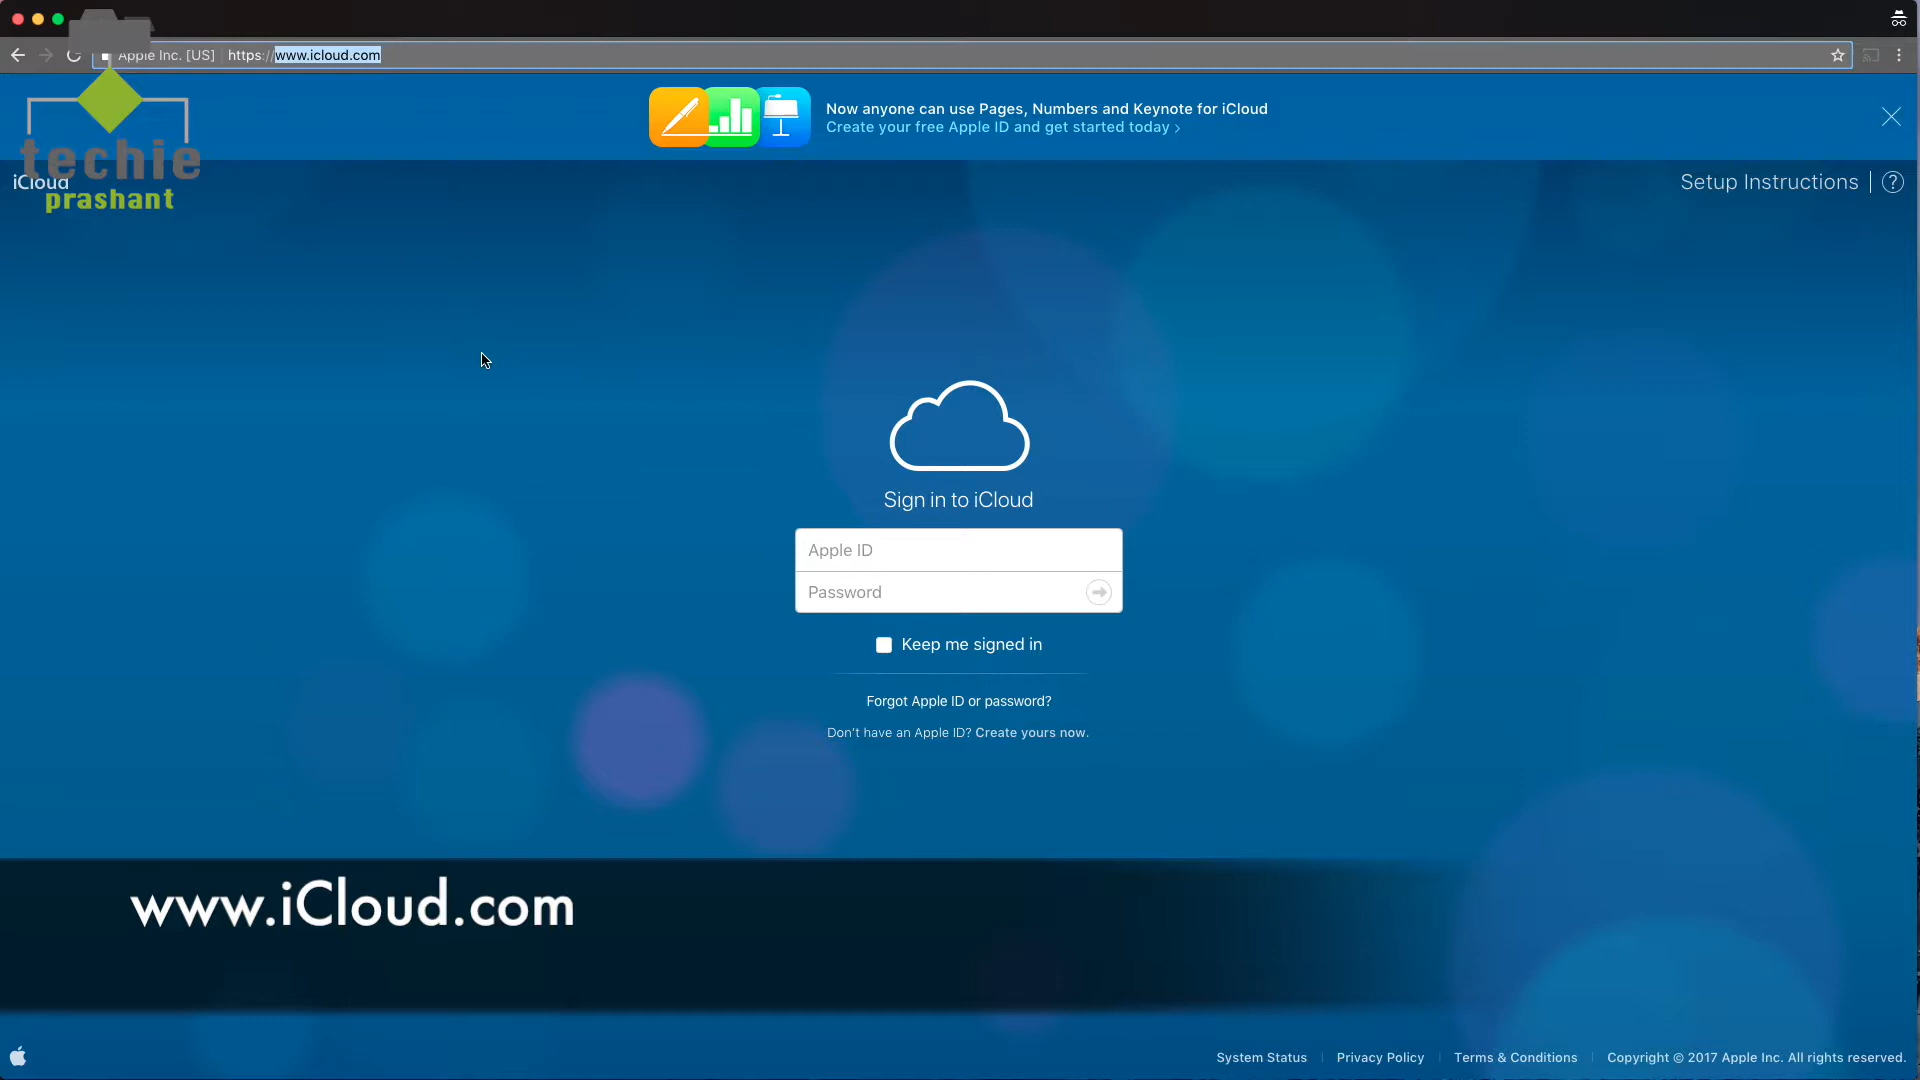 Apple Inc. [US] https://www.icloud.com
Now anyone can use Pages, Numbers and Keynote for iCloud
Create your free Apple ID and get started today ›
techie
prashant
iCloud
Setup Instructions
?
Sign in to iCloud
Apple ID
Password
Keep me signed in
Forgot Apple ID or password?
Don't have an Apple ID? Create yours now.
www.iCloud.com
System Status
Privacy Policy
Terms & Conditions
Copyright © 2017 Apple Inc. All rights reserved.